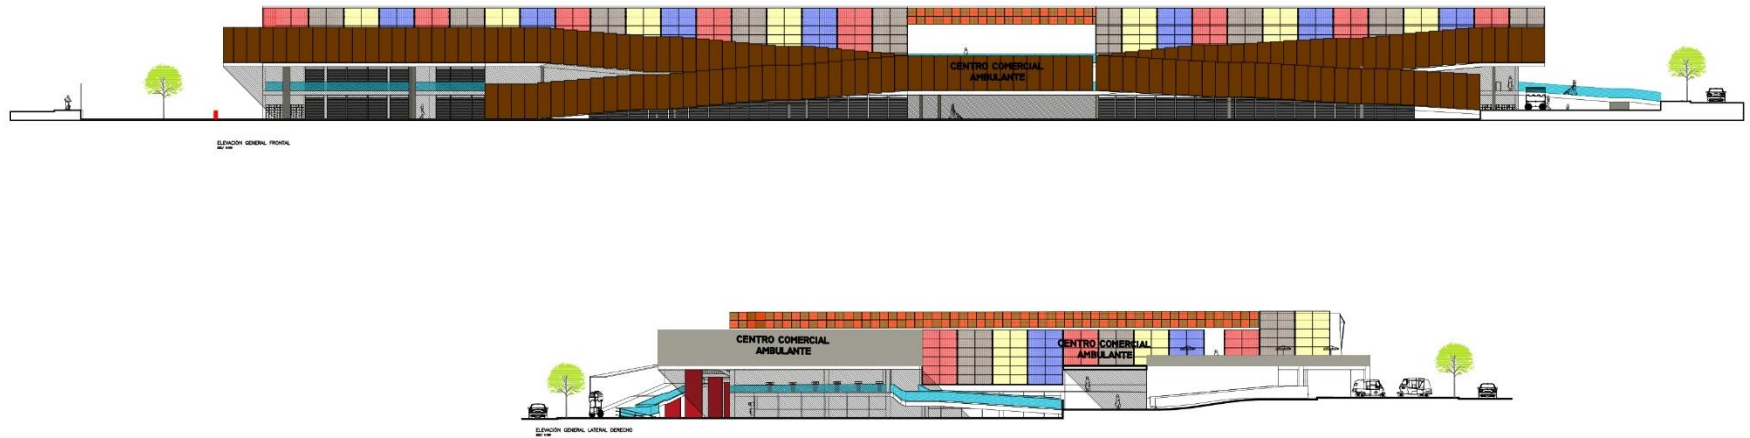 CENTRO COMERCIAL
AMBULANTE
ELEVACIÓN GENERAL FRONTAL
CENTRO COMERCIAL
AMBULANTE
CENTRO COMERCIAL
AMBULANTE
ELEVACIÓN GENERAL LATERAL DERECHO